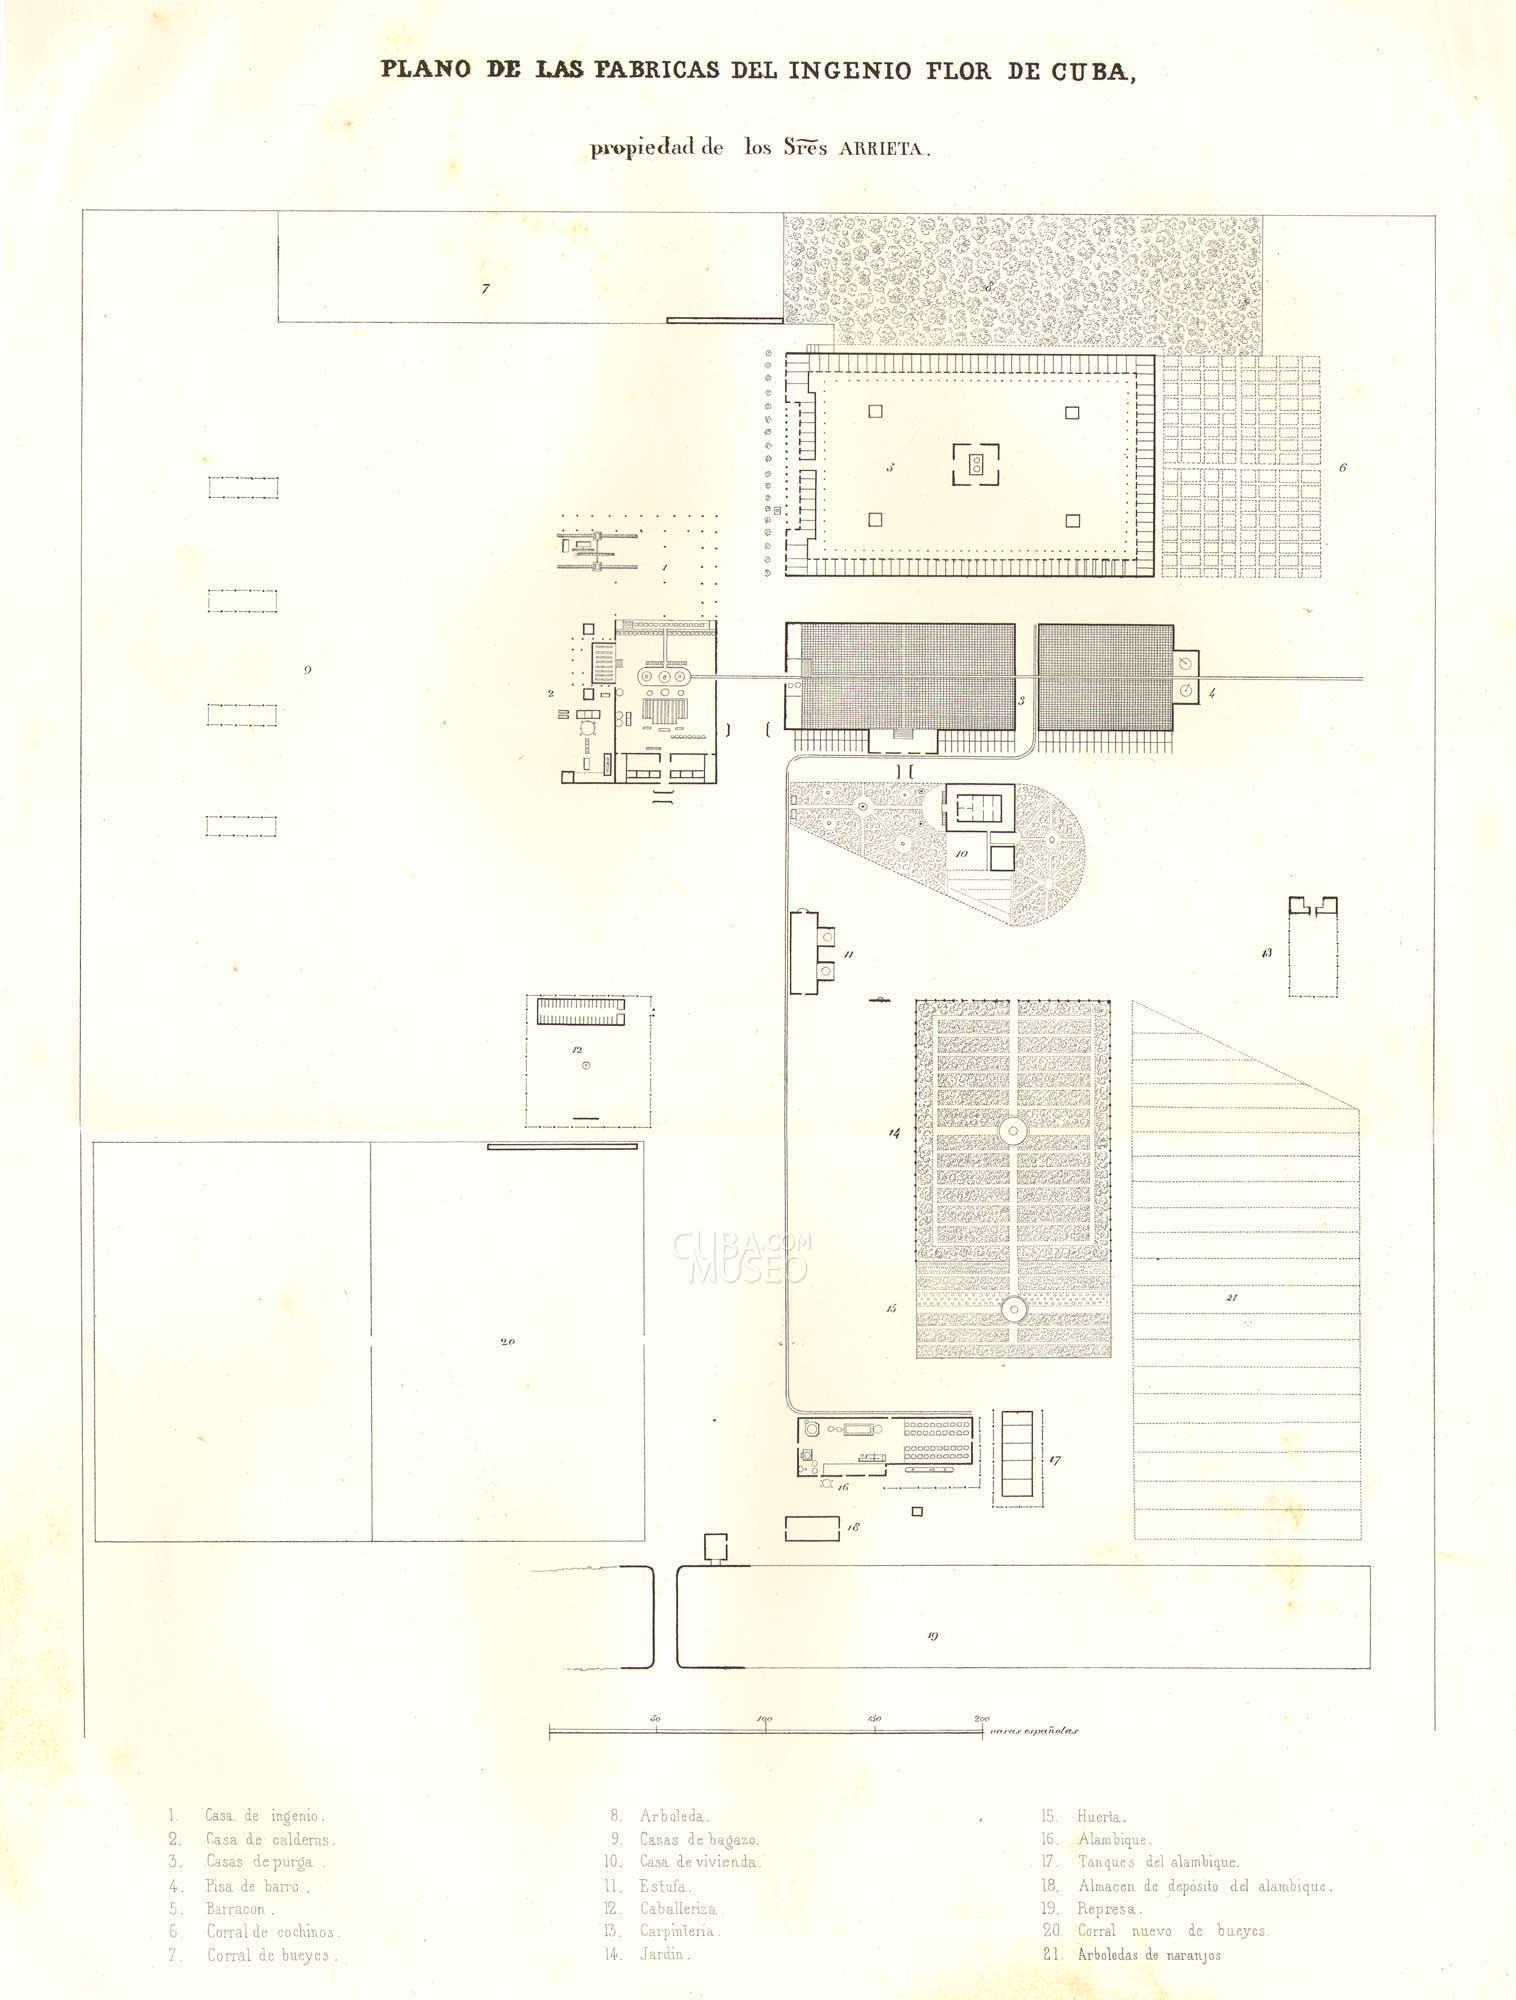 PLANO DE LAS FABRICAS DEL INGENIO FLOR DE CUBA,
propiedad de los Sr̃es ARRIETA.
7
8
5
6
1
9
2
3
4
10
11
13
12
14
CUBA.COM
MUSEO
21
15
20
17
16
18
19
50 100 150 200
varas españolas
1. Casa de ingenio.
2. Casa de calderas.
3. Casas de purga.
4. Pisa de barro.
5. Barracon.
6. Corral de cochinos.
7. Corral de bueyes.
8. Arboleda.
9. Casas de bagazo.
10. Casa de vivienda.
11. Estufa.
12. Caballeriza.
13. Carpinteria.
14. Jardin.
15. Huerta.
16. Alambique.
17. Tanques del alambique.
18. Almacen de depósito del alambique.
19. Represa.
20. Corral nuevo de bueyes.
21. Arboledas de naranjos